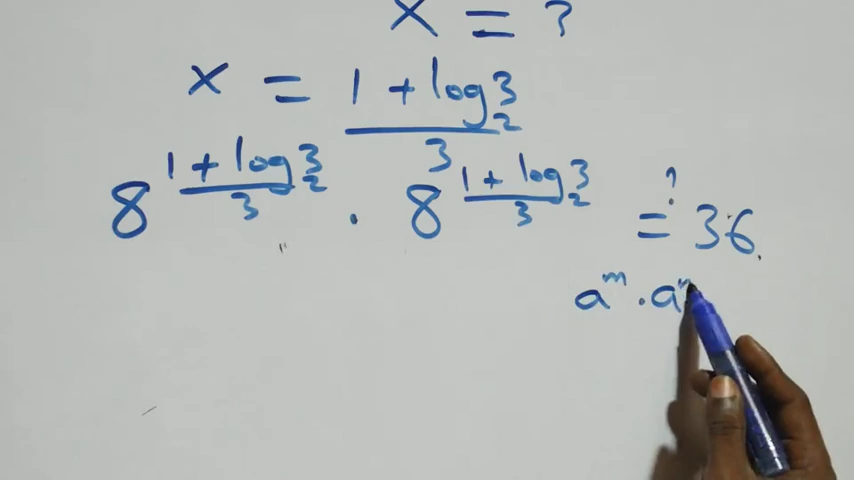 x = ?
x = (1 + log₂3)/3
8^((1 + log₂3)/3) · 8^((1 + log₂3)/3) =? 36
a^m · a^n